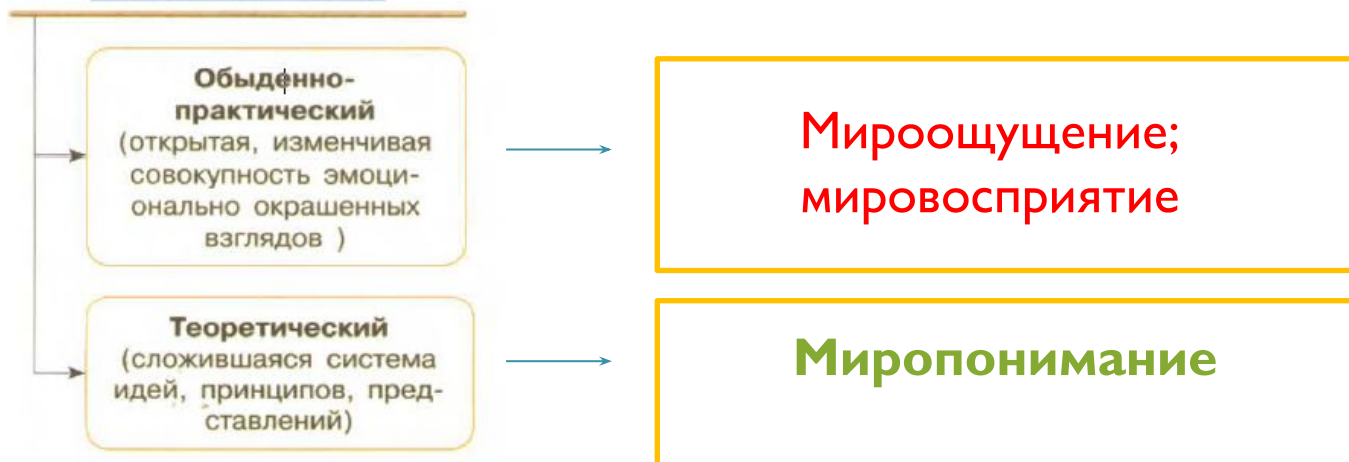 Обыденно-
практический
(открытая, изменчивая
совокупность эмоци-
онально окрашенных
взглядов )
Мироощущение;
мировосприятие
Теоретический
(сложившаяся система
идей, принципов, пред-
ставлений)
Миропонимание